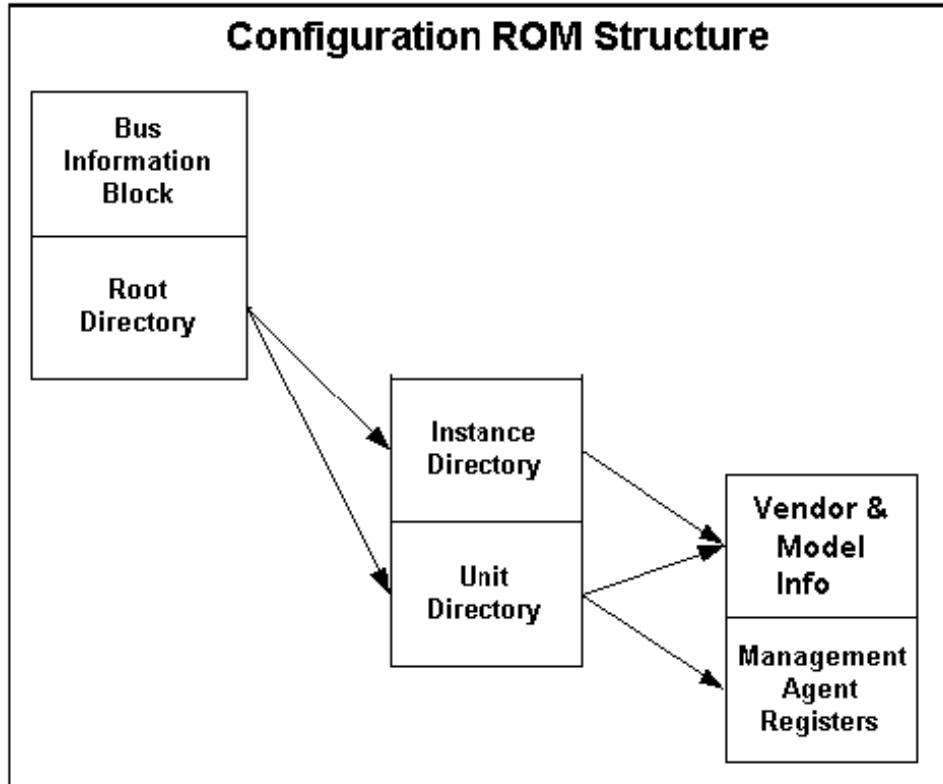 Configuration ROM Structure
Bus
Information
Block
Root
Directory
Instance
Directory
Unit
Directory
Vendor &
Model
Info
Management
Agent
Registers